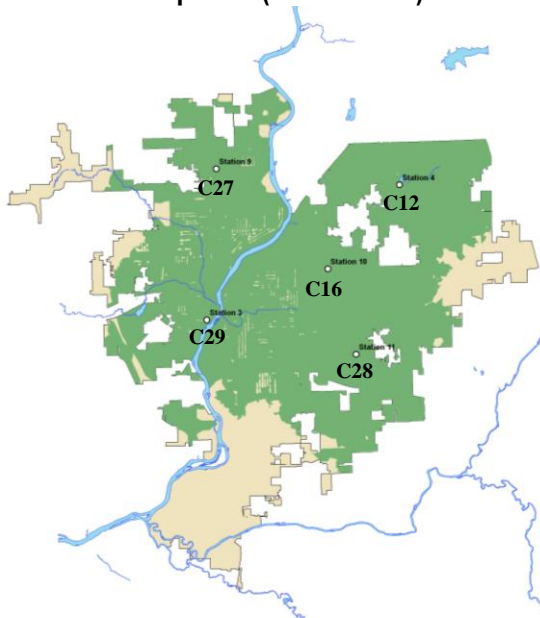 Station 9
C27
Station 4
C12
Station 10
C16
Station 3
C29
Station 11
C28